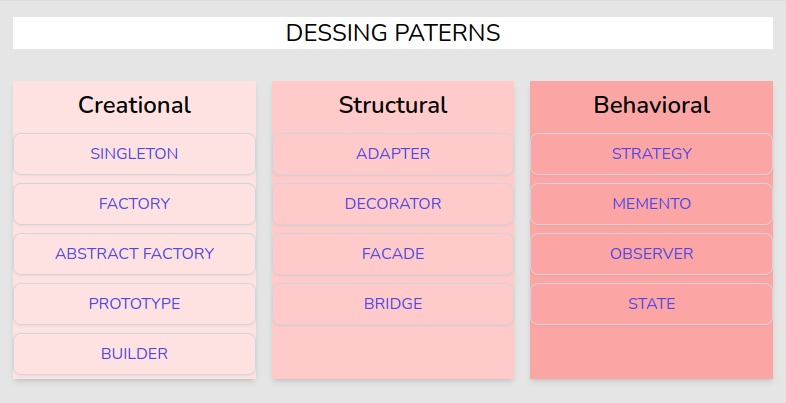 DESSING PATERNS
Creational
SINGLETON
FACTORY
ABSTRACT FACTORY
PROTOTYPE
BUILDER
Structural
ADAPTER
DECORATOR
FACADE
BRIDGE
Behavioral
STRATEGY
MEMENTO
OBSERVER
STATE